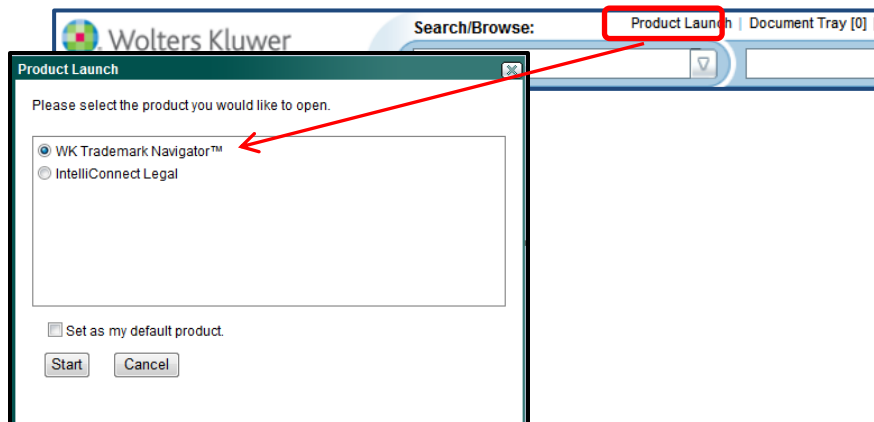 Wolters Kluwer
Search/Browse:
Product Launch | Document Tray [0] |
Product Launch
Please select the product you would like to open.
WK Trademark Navigator™
IntelliConnect Legal
Set as my default product.
Start Cancel